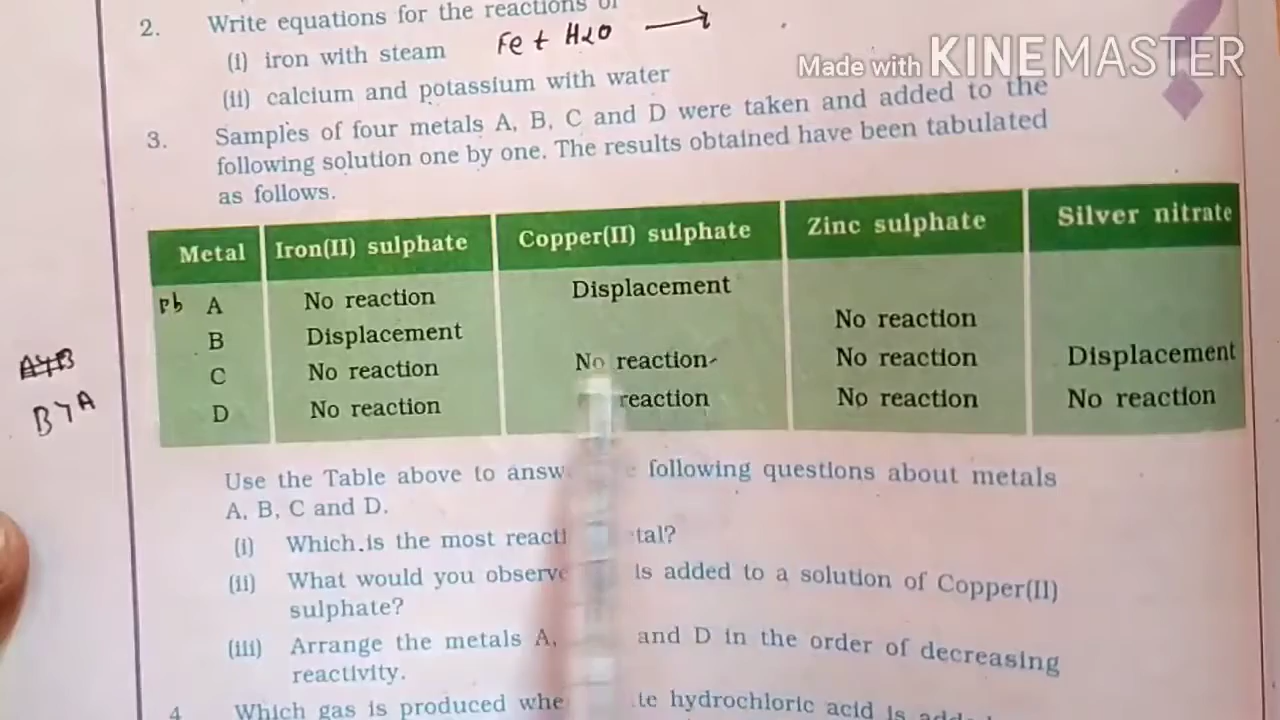 2. Write equations for the reactions of
(i) iron with steam Fe + H2O →
(ii) calcium and potassium with water
Made with KINEMASTER
3. Samples of four metals A, B, C and D were taken and added to the
following solution one by one. The results obtained have been tabulated
as follows.
Metal Iron(II) sulphate Copper(II) sulphate Zinc sulphate Silver nitrate
Pb A No reaction Displacement
B Displacement No reaction
C No reaction No reaction No reaction Displacement
D No reaction reaction No reaction No reaction
B > A
Use the Table above to following questions about metals
A, B, C and D.
(i) Which is the most
(ii) What would you observe is added to a solution of Copper(II)
sulphate?
(iii) Arrange the metals A, and D in the order of decreasing
reactivity.
4 Which gas is produced hydrochloric acid is